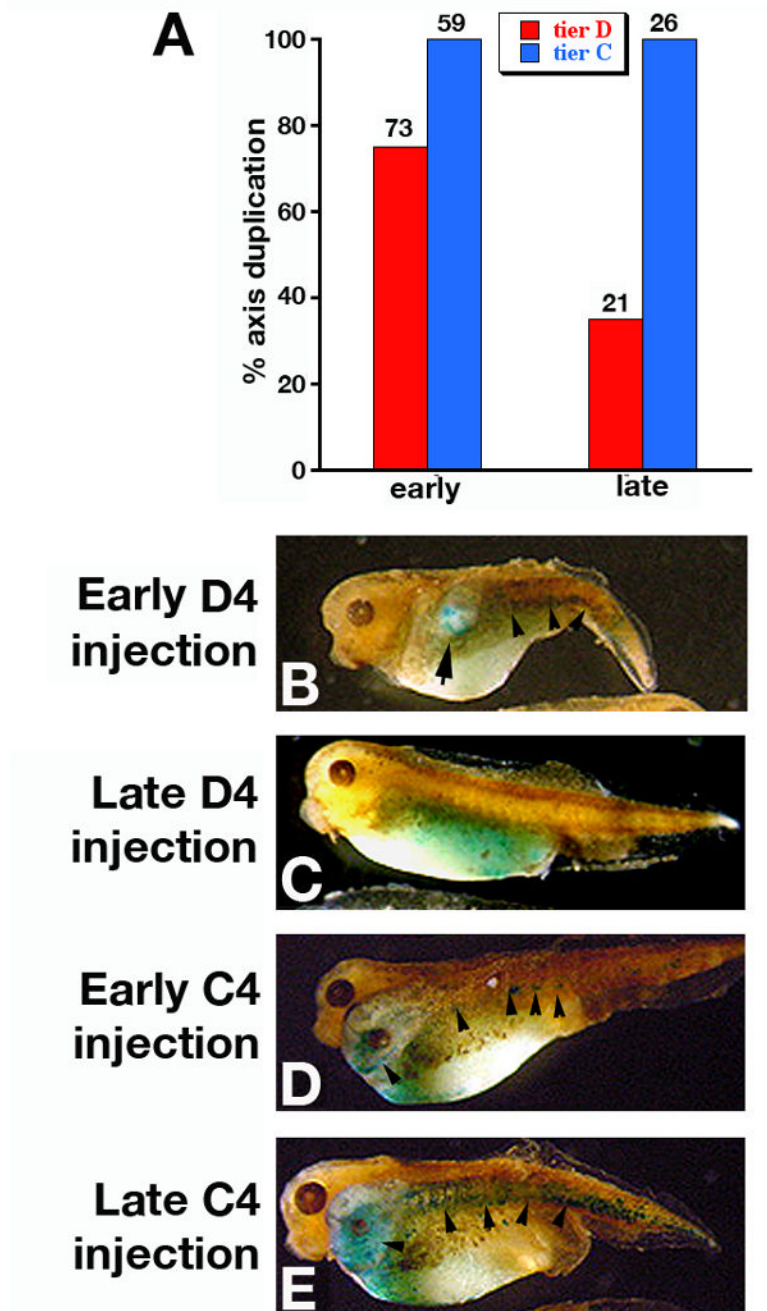 A
59
26
tier D
tier C
100
80
60
40
20
0
% axis duplication
73
21
early
late
Early D4
injection
B
Late D4
injection
C
Early C4
injection
D
Late C4
injection
E